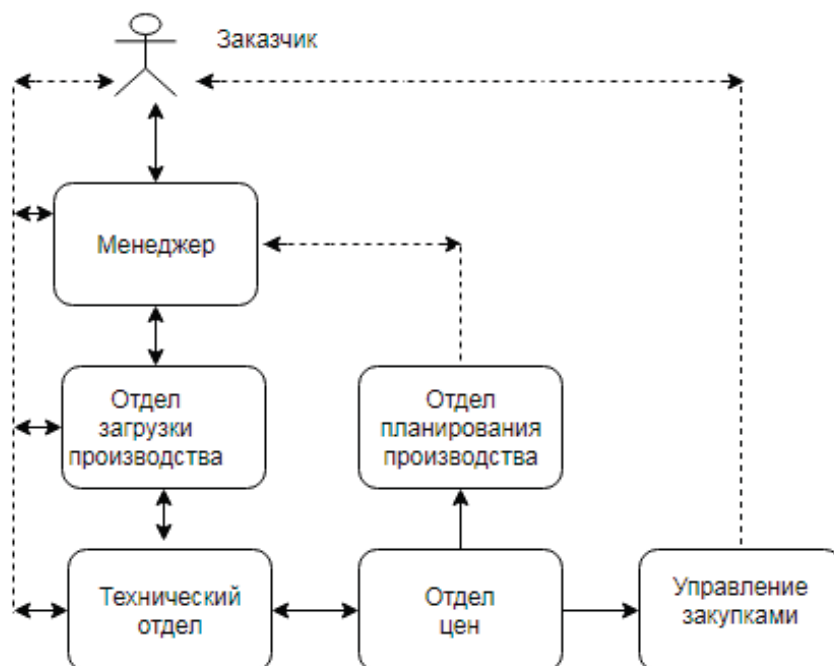 Заказчик
Менеджер
Отдел
загрузки
производства
Отдел
планирования
производства
Технический
отдел
Отдел
цен
Управление
закупками